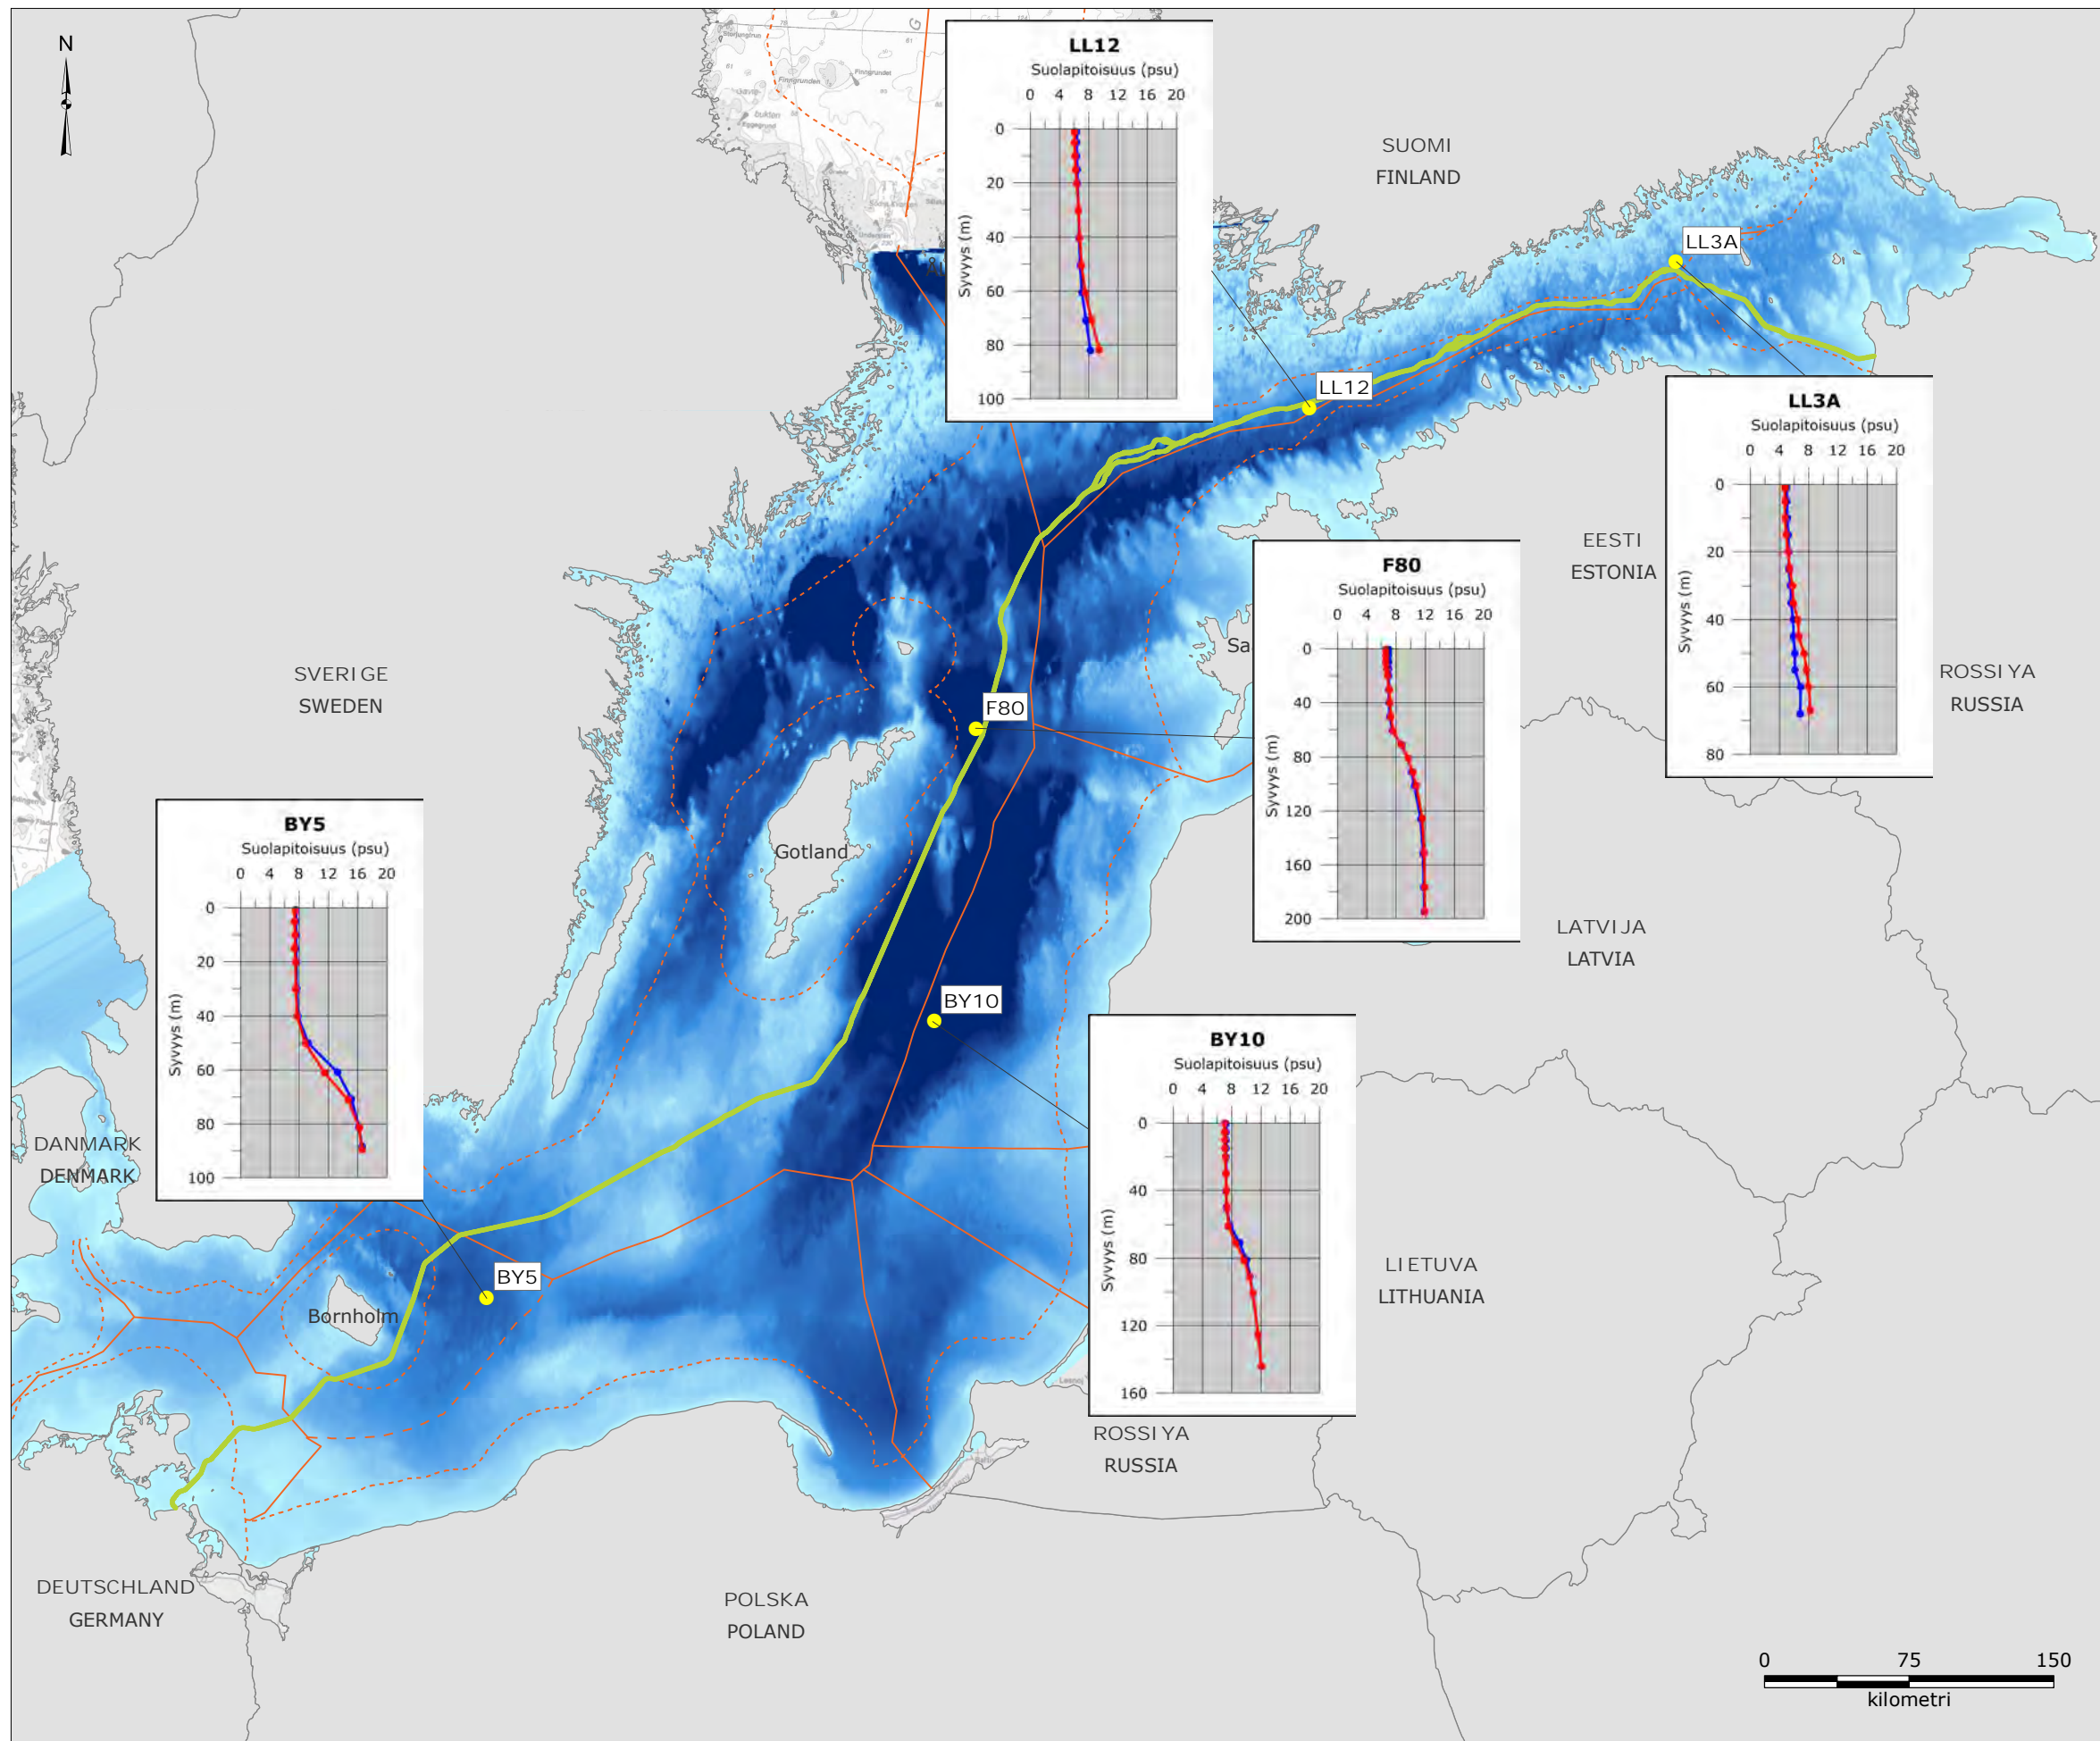 N
LL12
Suolapitoisuus (psu)
0 4 8 12 16 20
Syvyys (m)
0
20
40
60
80
100
SUOMI
FINLAND
LL3A
LL12
LL3A
Suolapitoisuus (psu)
0 4 8 12 16 20
Syvyys (m)
0
20
40
60
80
EESTI
ESTONIA
F80
Suolapitoisuus (psu)
0 4 8 12 16 20
Syvyys (m)
0
40
80
120
160
200
Sa
ROSSIYA
RUSSIA
SVERIGE
SWEDEN
F80
BY5
Suolapitoisuus (psu)
0 4 8 12 16 20
Syvyys (m)
0
20
40
60
80
100
Gotland
LATVIJA
LATVIA
BY10
BY10
Suolapitoisuus (psu)
0 4 8 12 16 20
Syvyys (m)
0
40
80
120
160
DANMARK
DENMARK
BY5
Bornholm
LIETUVA
LITHUANIA
ROSSIYA
RUSSIA
DEUTSCHLAND
GERMANY
POLSKA
POLAND
0 75 150
kilometri